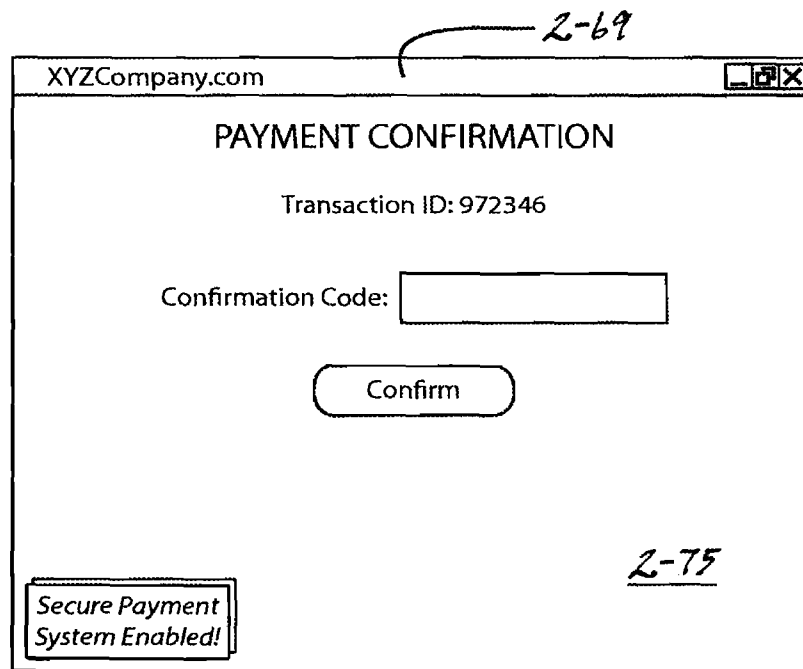 2-69
XYZCompany.com
PAYMENT CONFIRMATION
Transaction ID: 972346
Confirmation Code:
Confirm
2-75
Secure Payment
System Enabled!